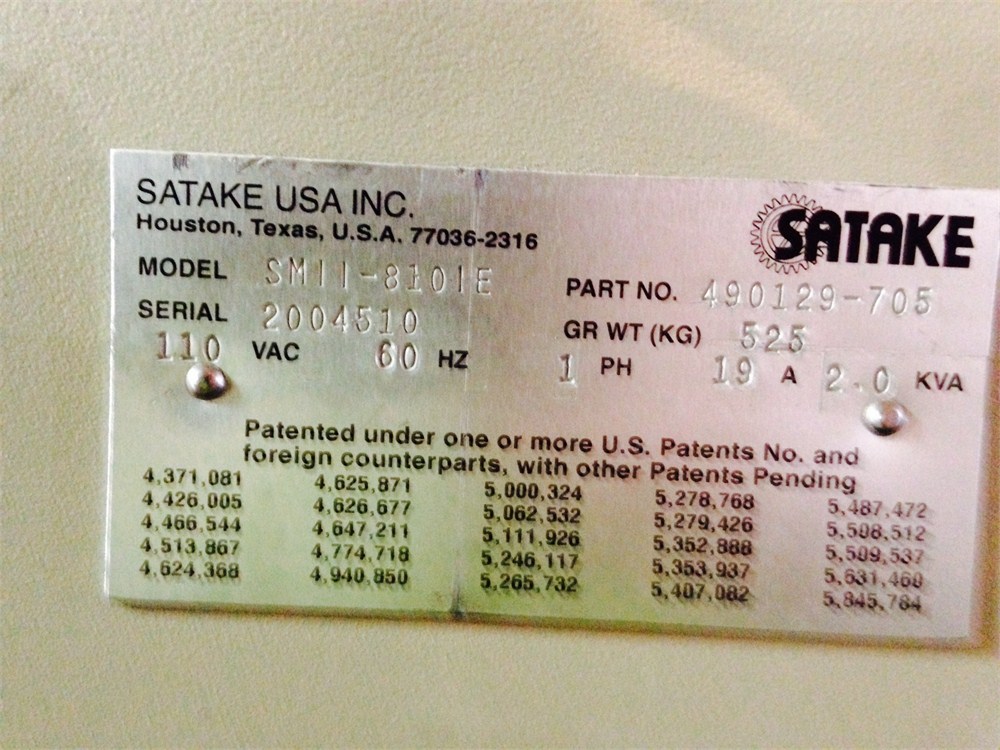 SATAKE USA INC.
Houston, Texas, U.S.A. 77036-2316
SATAKE
MODEL SM11-8101E
PART NO. 490129-705
SERIAL 2004510
GR WT (KG) 525
110 VAC 60 HZ 1 PH 19 A 2.0 KVA
Patented under one or more U.S. Patents No. and
foreign counterparts, with other Patents Pending
4,371,081 4,625,871 5,000,324 5,278,768 5,487,472
4,426,005 4,626,677 5,062,532 5,279,426 5,508,512
4,466,544 4,647,211 5,111,926 5,352,888 5,509,537
4,513,867 4,774,718 5,246,117 5,353,937 5,631,460
4,624,368 4,940,850 5,265,732 5,407,082 5,845,784